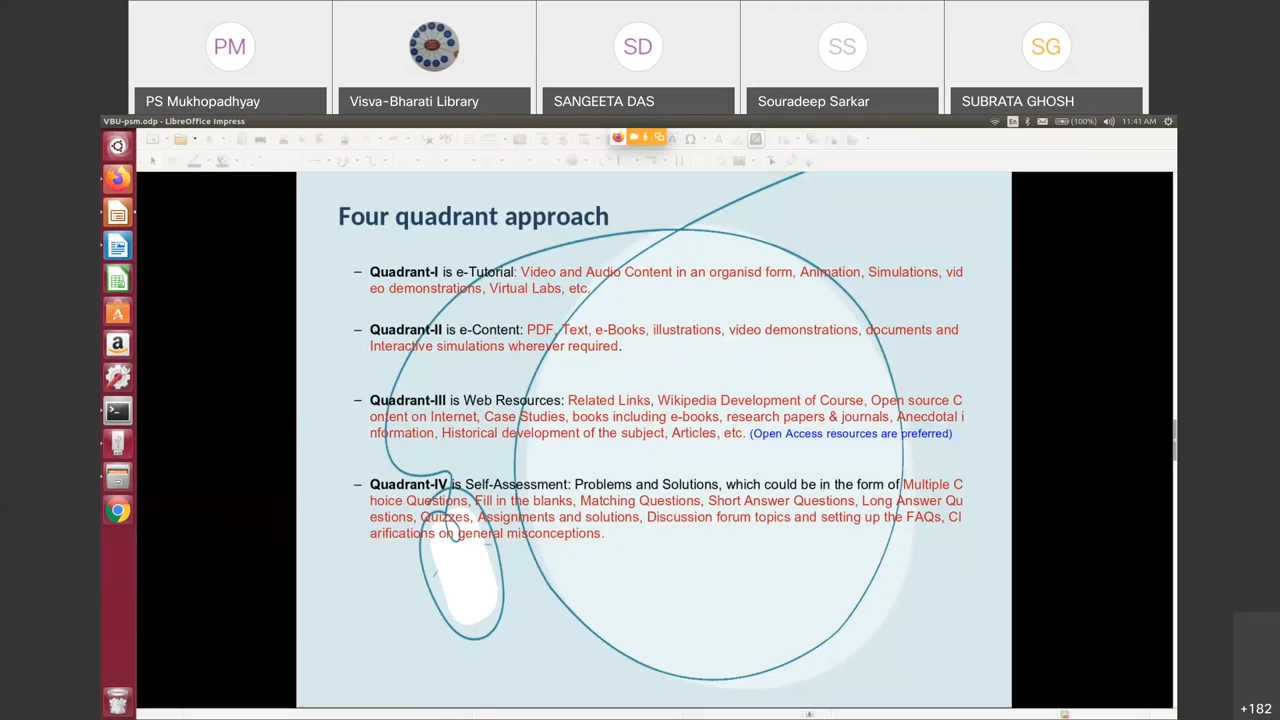 PM
SD
SS
SG
PS Mukhopadhyay
Visva-Bharati Library
SANGEETA DAS
Souradeep Sarkar
SUBRATA GHOSH
VBU-psm.odp - LibreOffice Impress
En
(100%)
11:41 AM
Four quadrant approach
– Quadrant-I is e-Tutorial: Video and Audio Content in an organisd form, Animation, Simulations, vid
eo demonstrations, Virtual Labs, etc.
– Quadrant-II is e-Content: PDF, Text, e-Books, illustrations, video demonstrations, documents and
Interactive simulations wherever required.
– Quadrant-III is Web Resources: Related Links, Wikipedia Development of Course, Open source C
ontent on Internet, Case Studies, books including e-books, research papers & journals, Anecdotal i
nformation, Historical development of the subject, Articles, etc. (Open Access resources are preferred)
– Quadrant-IV is Self-Assessment: Problems and Solutions, which could be in the form of Multiple C
hoice Questions, Fill in the blanks, Matching Questions, Short Answer Questions, Long Answer Qu
estions, Quizzes, Assignments and solutions, Discussion forum topics and setting up the FAQs, Cl
arifications on general misconceptions.
+182